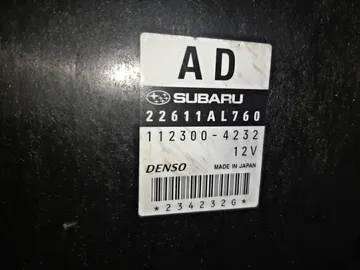 AD
SUBARU
22611AL760
112300-4232
12V
DENSO MADE IN JAPAN
*234232G*